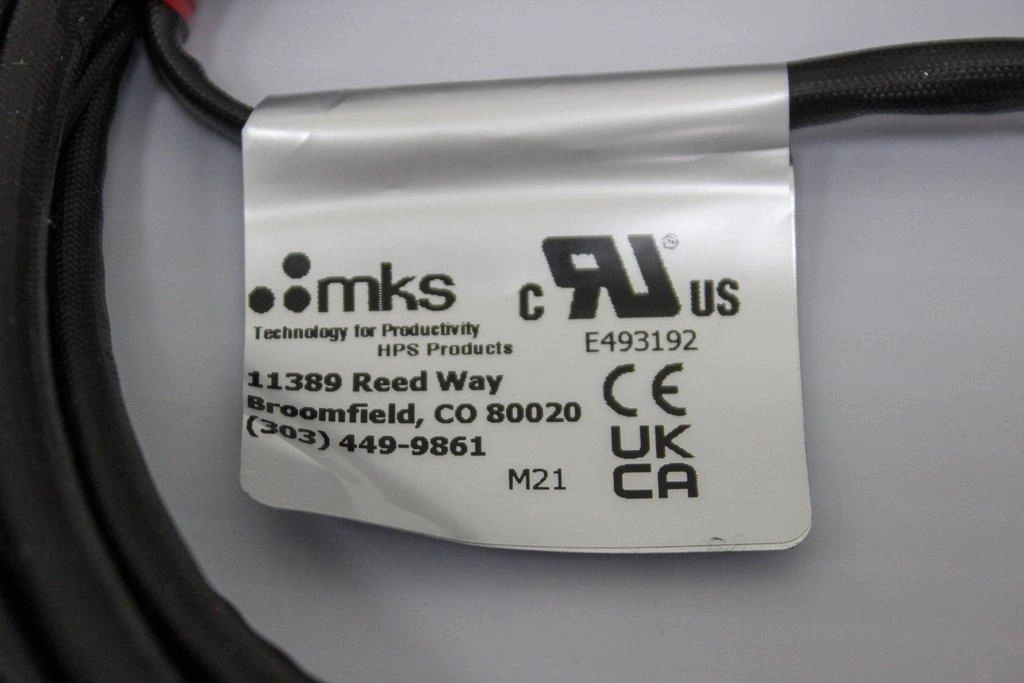 mks
Technology for Productivity
HPS Products
11389 Reed Way
Broomfield, CO 80020
(303) 449-9861
M21
C RU® US
E493192
CE
UK
CA